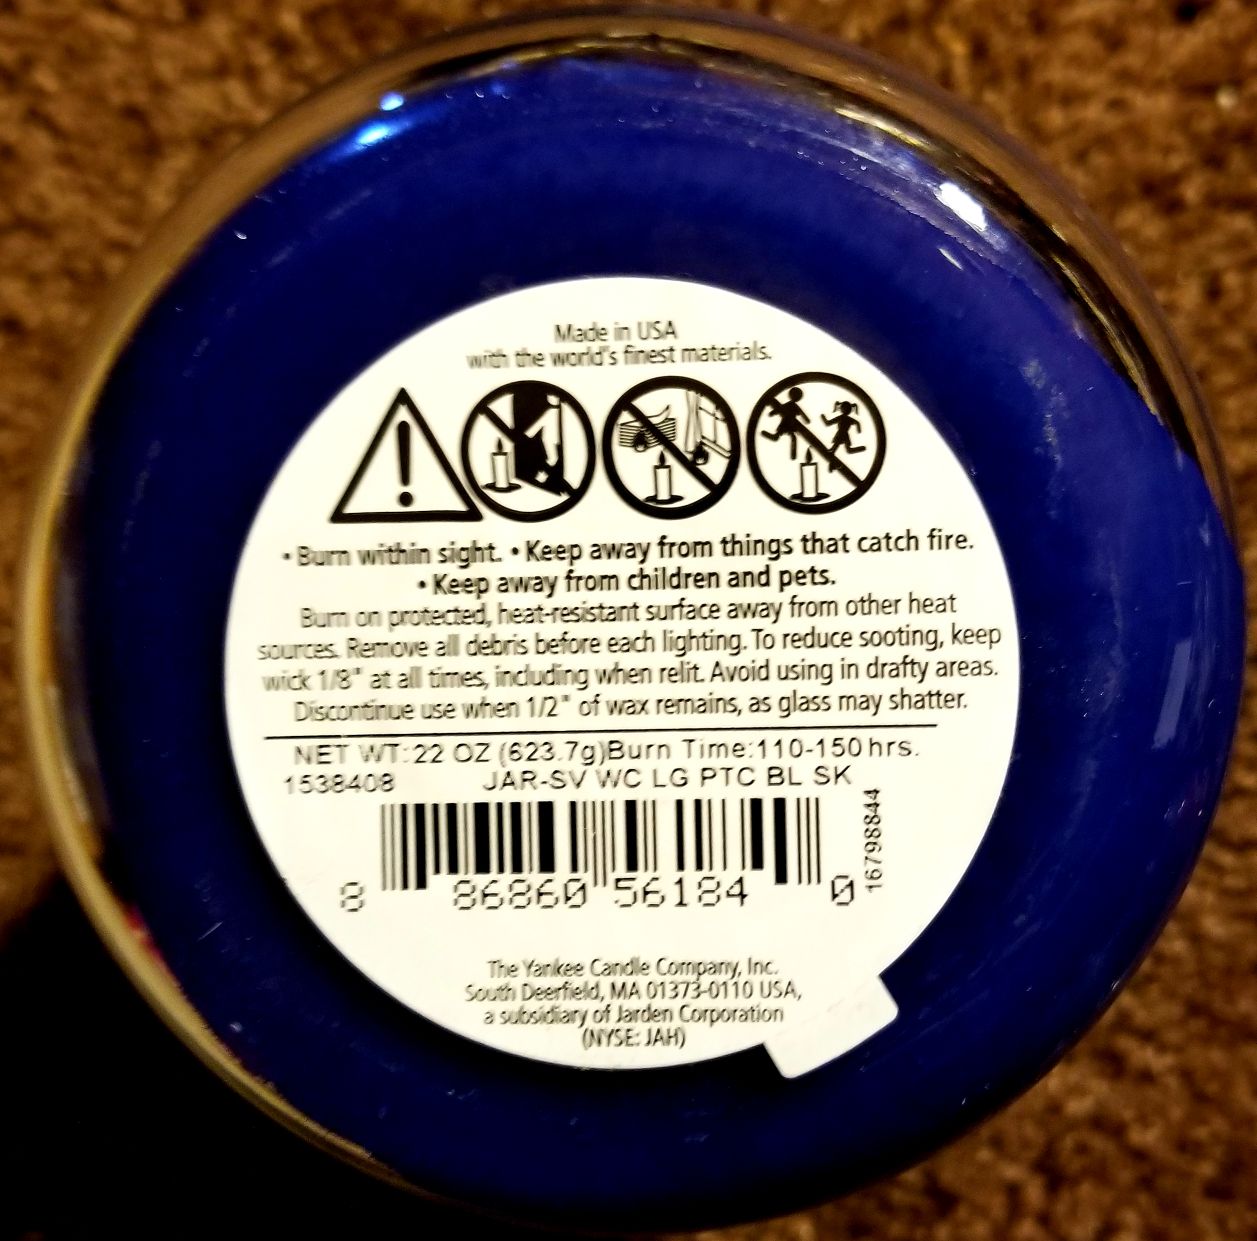 Made in USA
with the world's finest materials.
• Burn within sight. • Keep away from things that catch fire.
• Keep away from children and pets.
Burn on protected, heat-resistant surface away from other heat
sources. Remove all debris before each lighting. To reduce sooting, keep
wick 1/8" at all times, including when relit. Avoid using in drafty areas.
Discontinue use when 1/2" of wax remains, as glass may shatter.
NET WT:22 OZ (623.7g)Burn Time:110-150hrs.
1538408 JAR-SV WC LG PTC BL SK
16798844
8 86860 56184 0
The Yankee Candle Company, Inc.
South Deerfield, MA 01373-0110 USA,
a subsidiary of Jarden Corporation
(NYSE: JAH)